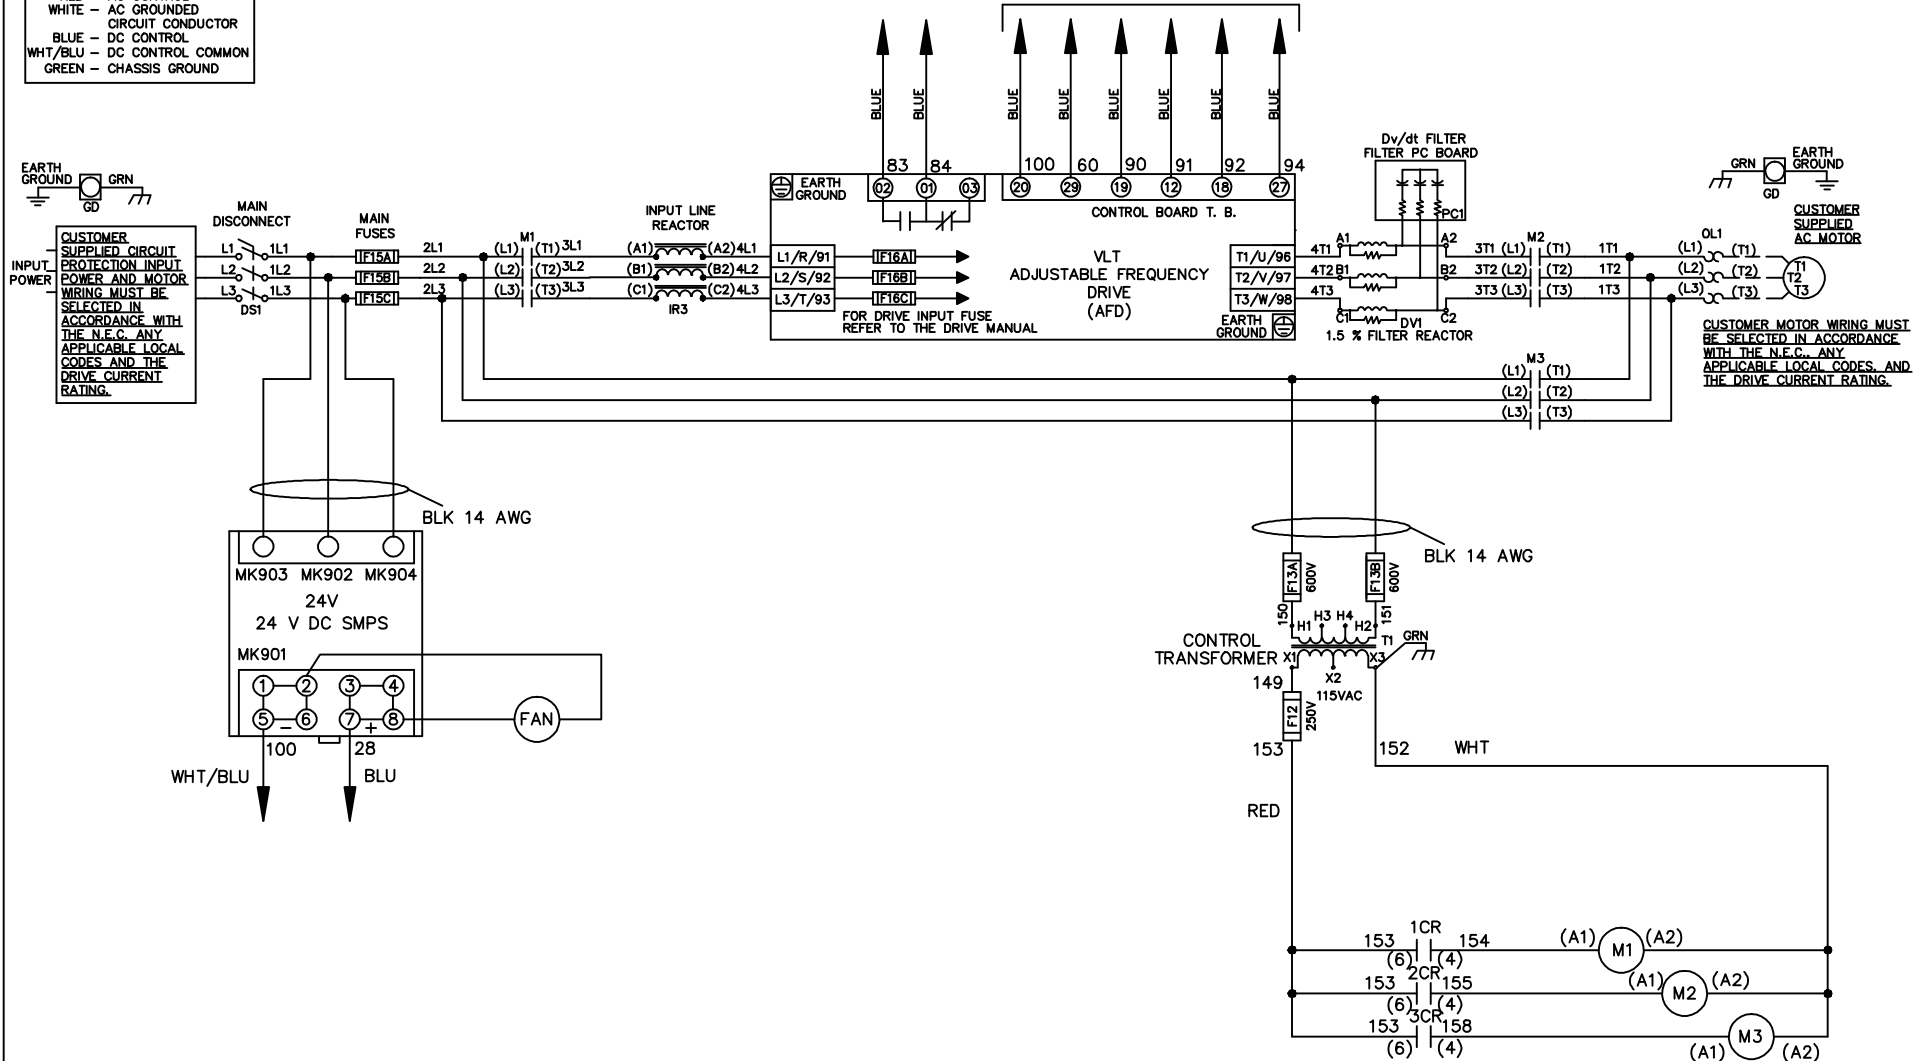 WHITE – AC GROUNDED
CIRCUIT CONDUCTOR
BLUE – DC CONTROL
WHT/BLU – DC CONTROL COMMON
GREEN – CHASSIS GROUND
BLUE BLUE BLUE BLUE BLUE BLUE BLUE BLUE
83 84 100 60 90 91 92 94
02 01 03 20 29 19 12 18 27
EARTH
GROUND
GRN
GD
MAIN
DISCONNECT
MAIN
FUSES
INPUT LINE
REACTOR
EARTH
GROUND
CONTROL BOARD T. B.
Dv/dt FILTER
FILTER PC BOARD
PC1
GRN
EARTH
GROUND
GD
CUSTOMER
SUPPLIED
AC MOTOR
INPUT
POWER
CUSTOMER
SUPPLIED CIRCUIT
PROTECTION INPUT
POWER AND MOTOR
WIRING MUST BE
SELECTED IN
ACCORDANCE WITH
THE N.E.C. ANY
APPLICABLE LOCAL
CODES AND THE
DRIVE CURRENT
RATING.
L1 1L1 F15A 2L1 (L1) M1 (T1) 3L1 (A1) (A2) 4L1 L1/R/91 F16A
L2 1L2 F15B 2L2 (L2) (T2) 3L2 (B1) (B2) 4L2 L2/S/92 F16B
L3 1L3 F15C 2L3 (L3) (T3) 3L3 (C1) (C2) 4L3 L3/T/93 F16C
DS1
IR3
FOR DRIVE INPUT FUSE
REFER TO THE DRIVE MANUAL
VLT
ADJUSTABLE FREQUENCY
DRIVE
(AFD)
T1/U/96 4T1 A1 A2 3T1 (L1) M2 (T1) 1T1 (L1) OL1 (T1) T1
T2/V/97 4T2 B1 B2 3T2 (L2) (T2) 1T2 (L2) (T2) T2
T3/W/98 4T3 C1 C2 3T3 (L3) (T3) 1T3 (L3) (T3) T3
EARTH
GROUND
DV1
1.5 % FILTER REACTOR
CUSTOMER MOTOR WIRING MUST
BE SELECTED IN ACCORDANCE
WITH THE N.E.C., ANY
APPLICABLE LOCAL CODES, AND
THE DRIVE CURRENT RATING.
M3
(L1) (T1)
(L2) (T2)
(L3) (T3)
BLK 14 AWG
MK903 MK902 MK904
24V
24 V DC SMPS
MK901
1 2 3 4
5 – 6 7 + 8
FAN
100 28
WHT/BLU BLU
BLK 14 AWG
F13A 600V F13B 600V
150 151
H1 H3 H4 H2
T1 GRN
CONTROL
TRANSFORMER
X1 X2 X3
115VAC
149
F12 250V
153 152 WHT
RED
1CR
153 154 (A1) M1 (A2)
(6) (4)
2CR
153 155 (A1) M2 (A2)
(6) (4)
3CR
153 158 (A1) M3 (A2)
(6) (4)